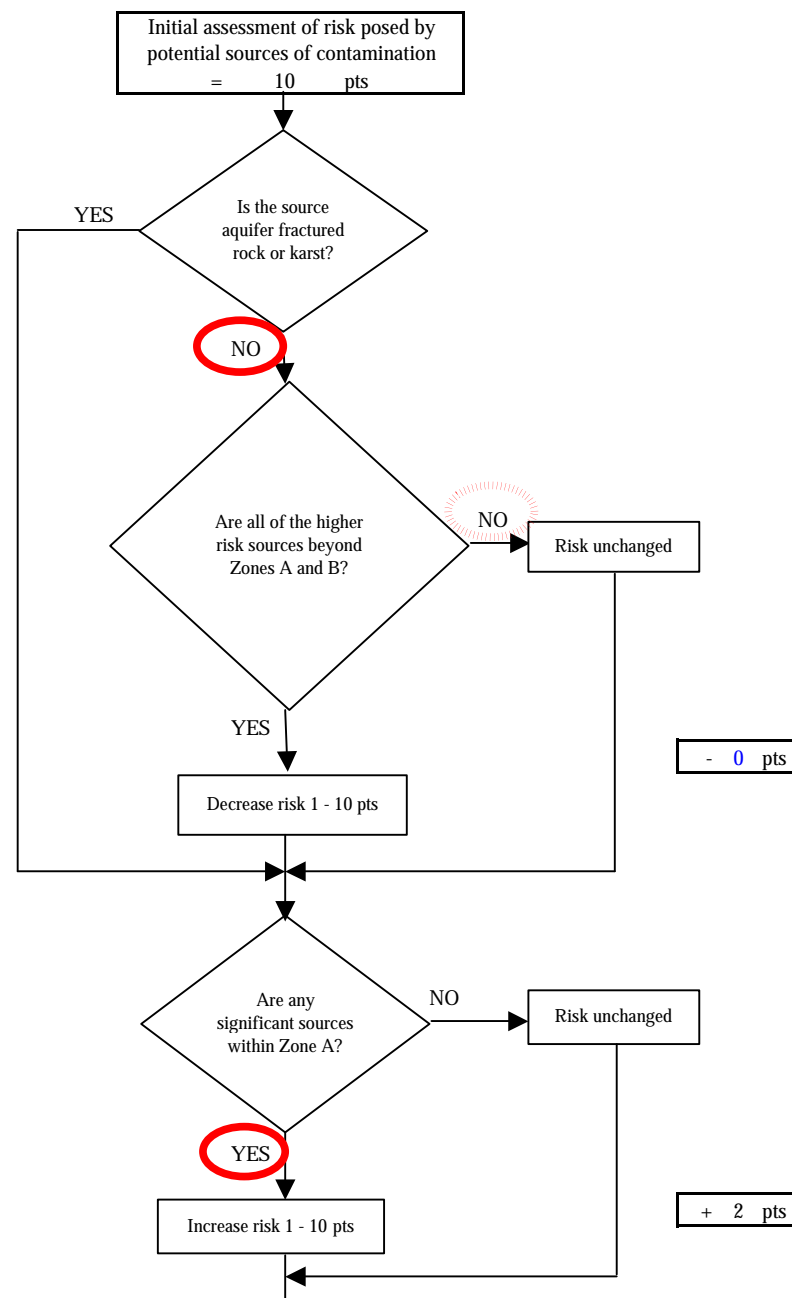 Initial assessment of risk posed by
potential sources of contamination
= 10 pts
YES
Is the source
aquifer fractured
rock or karst?
NO
Are all of the higher
risk sources beyond
Zones A and B?
NO
Risk unchanged
YES
- 0 pts
Decrease risk 1 - 10 pts
Are any
significant sources
within Zone A?
NO
Risk unchanged
YES
+ 2 pts
Increase risk 1 - 10 pts